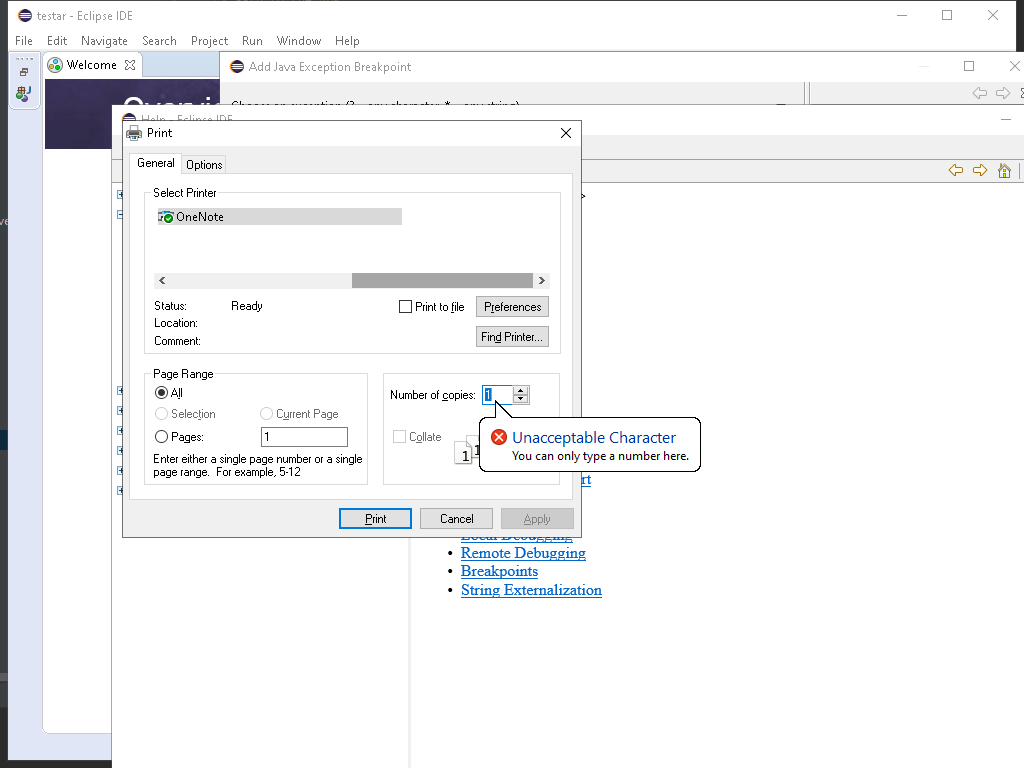 testar - Eclipse IDE
File Edit Navigate Search Project Run Window Help
Welcome
Add Java Exception Breakpoint
Help - Eclipse IDE
Print
General Options
Select Printer
OneNote
Status: Ready
Print to file
Preferences
Location:
Comment:
Find Printer...
Page Range
All
Selection
Current Page
Pages: 1
Enter either a single page number or a single
page range. For example, 5-12
Number of copies: 1
Collate
1
1
Unacceptable Character
You can only type a number here.
Print
Cancel
Apply
Local Debugging
• Remote Debugging
• Breakpoints
• String Externalization